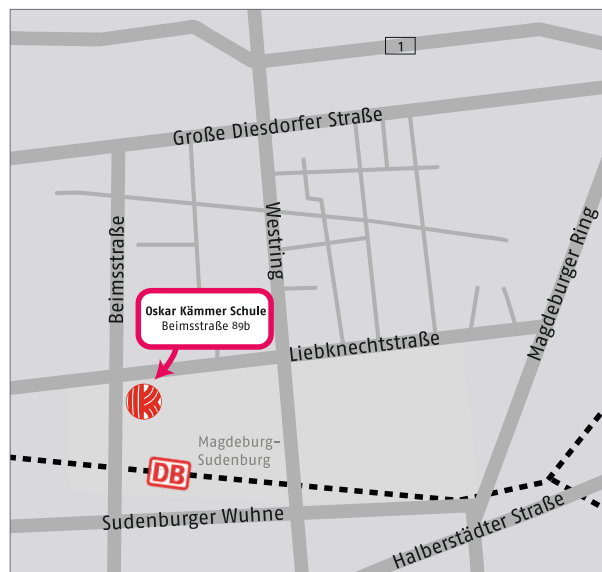 1
Große Diesdorfer Straße
Beimsstraße
Westring
Magdeburger Ring
Oskar Kämmer Schule
Beimsstraße 89b
Liebknechtstraße
Magdeburg-
Sudenburg
DB
Sudenburger Wuhne
Halberstädter Straße